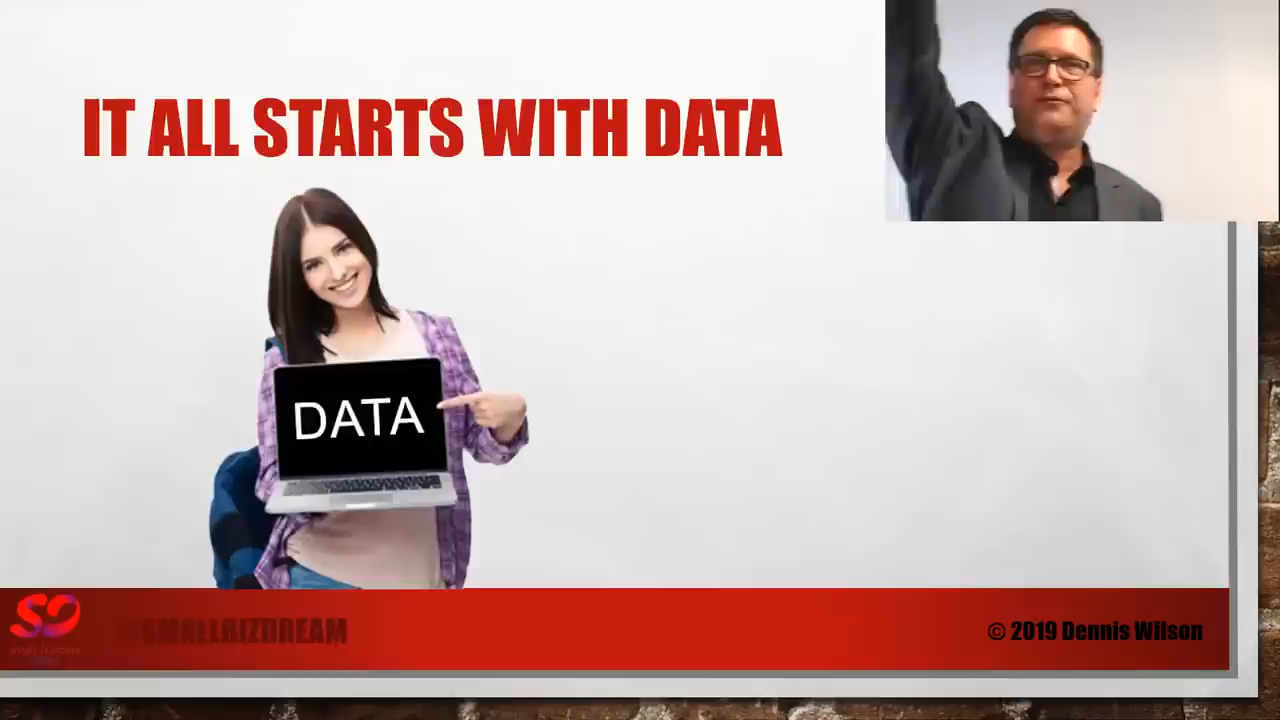 IT ALL STARTS WITH DATA
DATA
@SMALLBIZDREAM
© 2019 Dennis Wilson